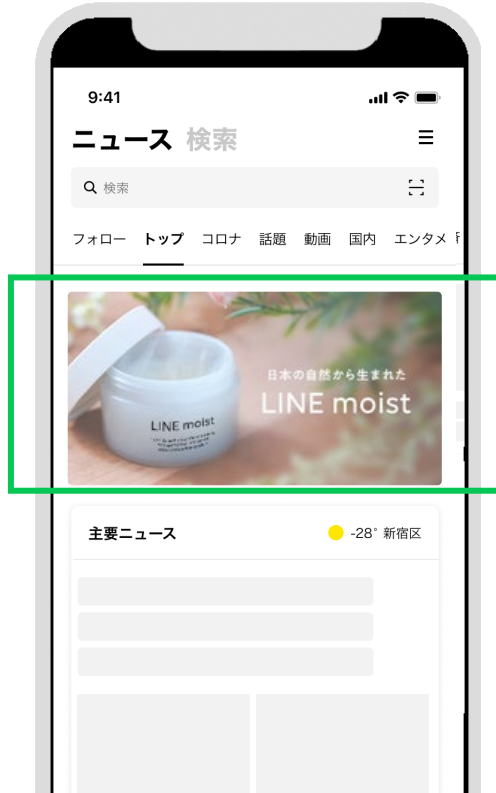 9:41
ニュース 検索
検索
フォロー トップ コロナ 話題 動画 国内 エンタメ
日本の自然から生まれた
LINE moist
LINE moist
主要ニュース
-28° 新宿区